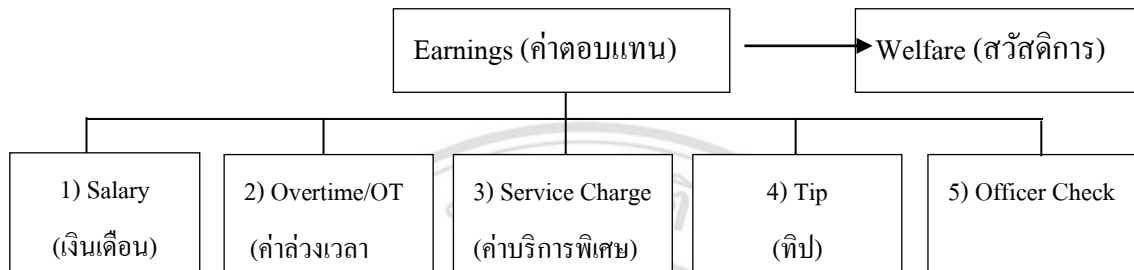 Earnings (ค่าตอบแทน)
Welfare (สวัสดิการ)
1) Salary
(เงินเดือน)
2) Overtime/OT
(ค่าล่วงเวลา
3) Service Charge
(ค่าบริการพิเศษ)
4) Tip
(ทิป)
5) Officer Check